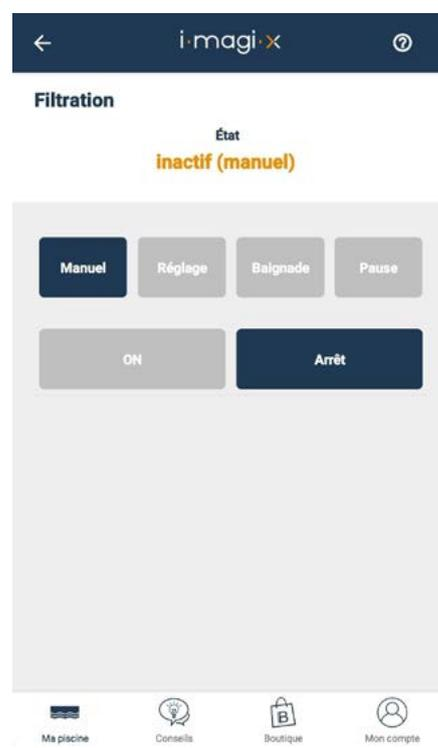 i·magi·x
Filtration
État
inactif (manuel)
Manuel Réglage Baignade Pause
ON Arrêt
B
Ma piscine Conseils Boutique Mon compte